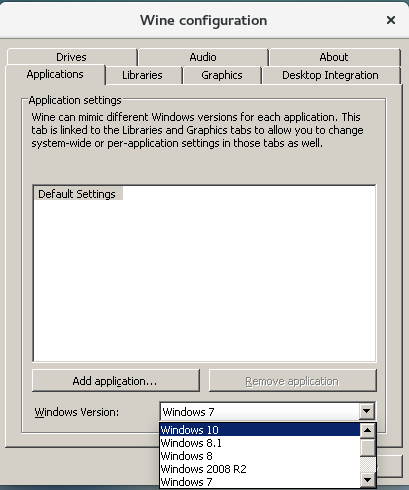 Wine configuration
Drives
Audio
About
Applications
Libraries
Graphics
Desktop Integration
Application settings
Wine can mimic different Windows versions for each application. This
tab is linked to the Libraries and Graphics tabs to allow you to change
system-wide or per-application settings in those tabs as well.
Default Settings
Add application...
Remove application
Windows Version:
Windows 7
Windows 10
Windows 8.1
Windows 8
Windows 2008 R2
Windows 7